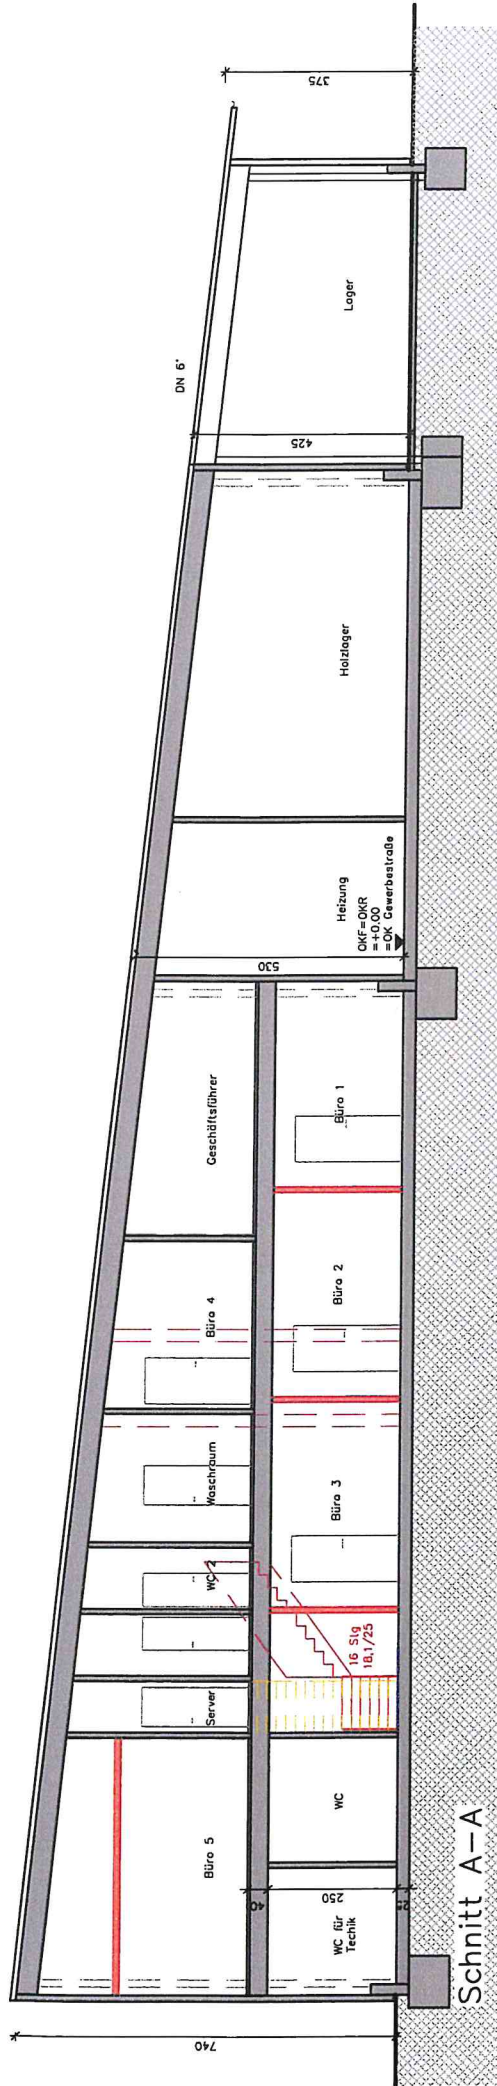 740
Büro 5
Server
WC 2
Waschraum
Büro 4
Geschäftsführer
530
DN 6°
425
375
40
250
25
WC für
Techik
WC
16 Stg
18,1/25
Büro 3
Büro 2
Büro 1
Heizung
OKF=OKR
=+0.00
=OK Gewerbestraße
Holzlager
Lager
Schnitt A-A